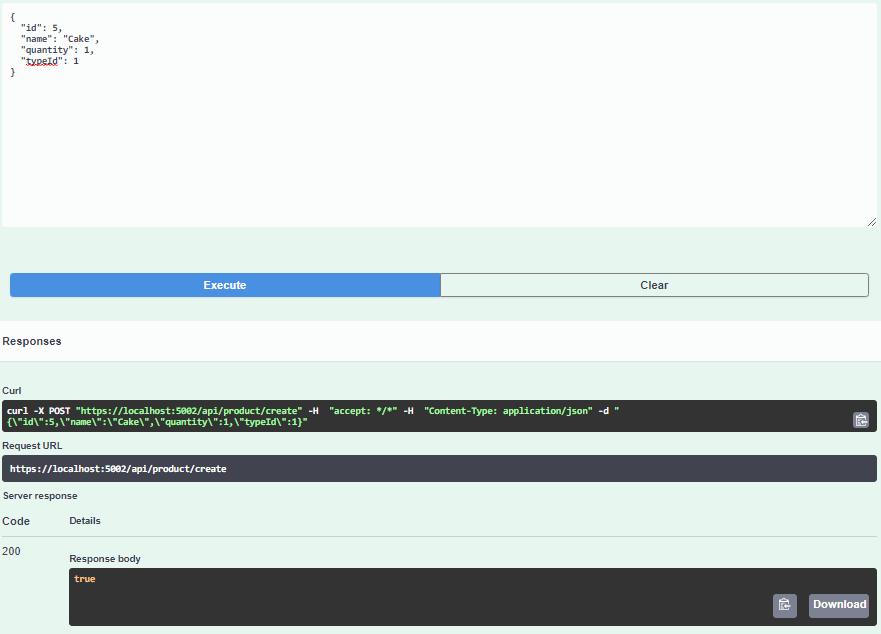 {
  "id": 5,
  "name": "Cake",
  "quantity": 1,
  "typeId": 1
}
Execute
Clear
Responses
Curl
curl -X POST "https://localhost:5002/api/product/create" -H  "accept: */*" -H  "Content-Type: application/json" -d "
{\"id\":5,\"name\":\"Cake\",\"quantity\":1,\"typeId\":1}"
Request URL
https://localhost:5002/api/product/create
Server response
Code
Details
200
Response body
true
Download